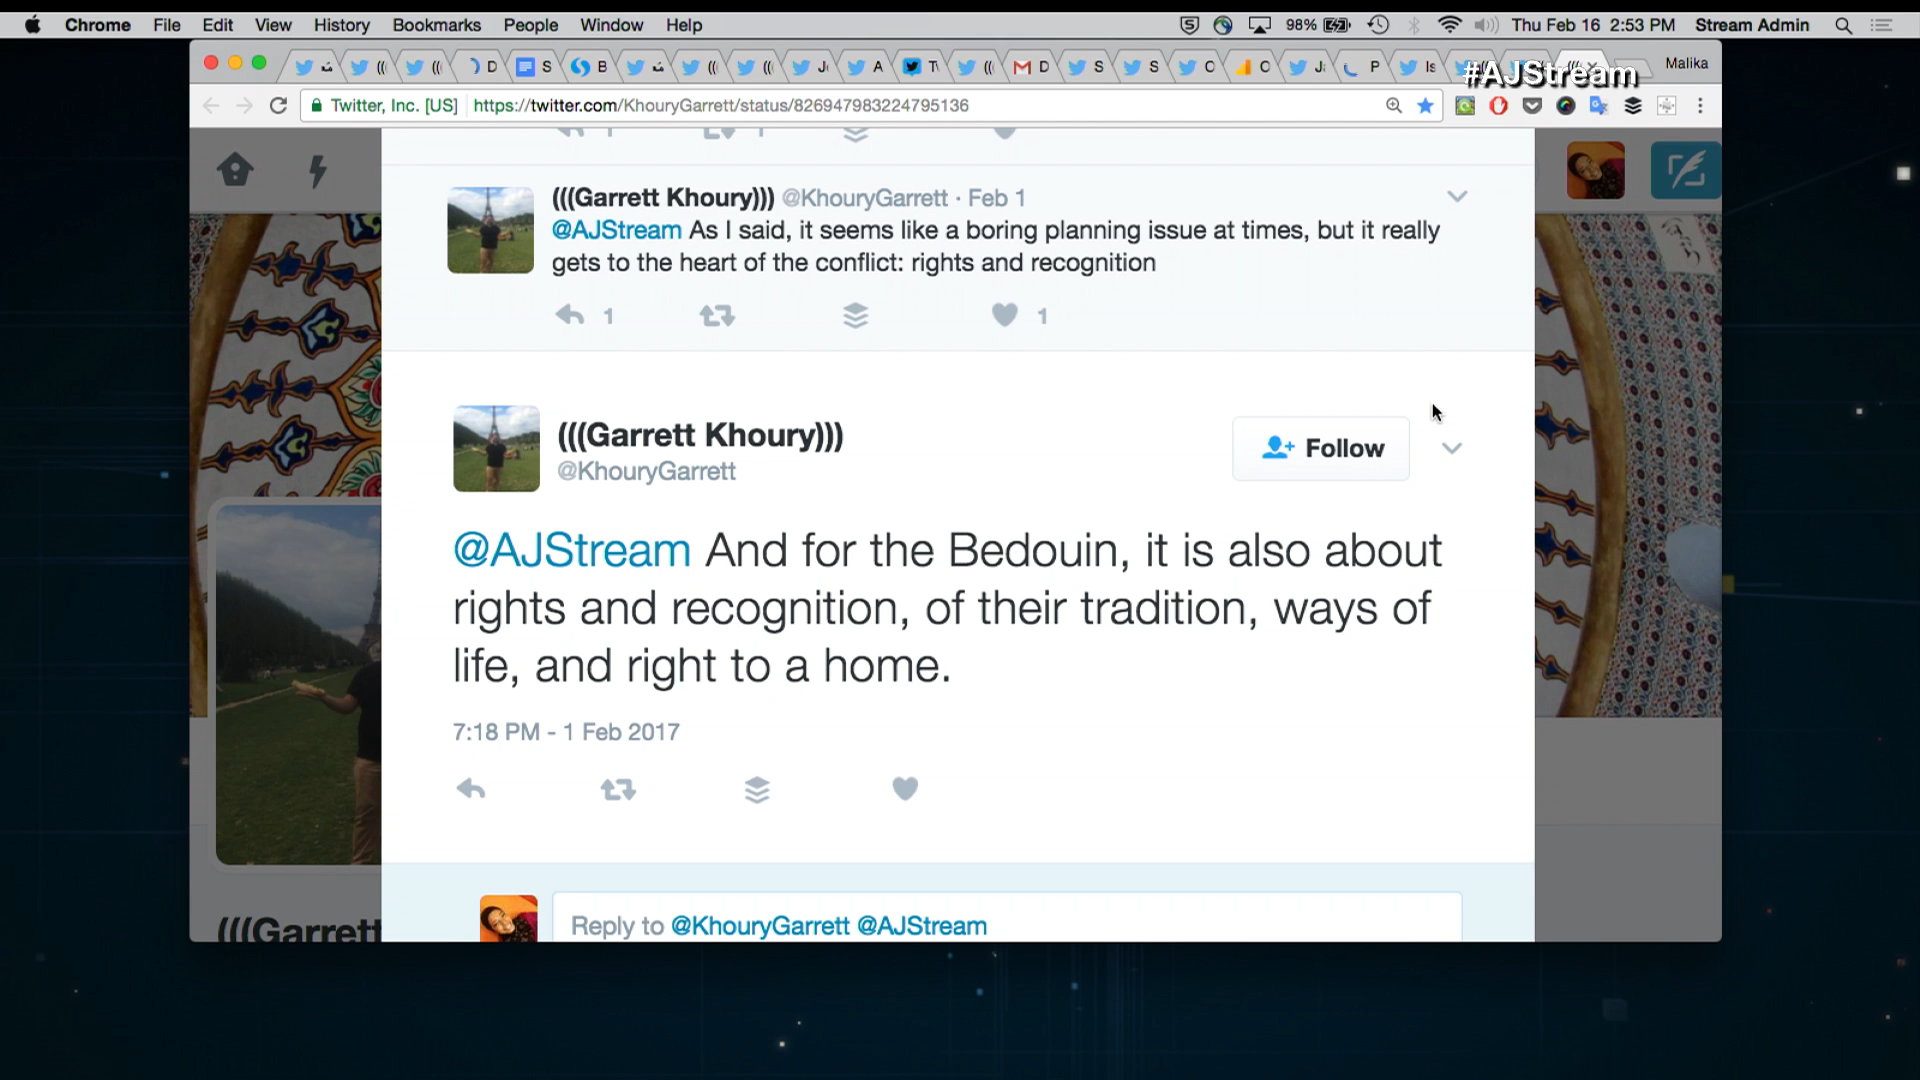 Chrome File Edit View History Bookmarks People Window Help 98% Thu Feb 16 2:53 PM Stream Admin
D S B J A T M D S S O O J P Is Malika
#AJStream
Twitter, Inc. [US] https://twitter.com/KhouryGarrett/status/826947983224795136
1 1
(((Garrett Khoury))) @KhouryGarrett · Feb 1
@AJStream As I said, it seems like a boring planning issue at times, but it really
gets to the heart of the conflict: rights and recognition
1 1
(((Garrett Khoury)))
@KhouryGarrett
Follow
@AJStream And for the Bedouin, it is also about
rights and recognition, of their tradition, ways of
life, and right to a home.
7:18 PM - 1 Feb 2017
(((Garrett
Reply to @KhouryGarrett @AJStream